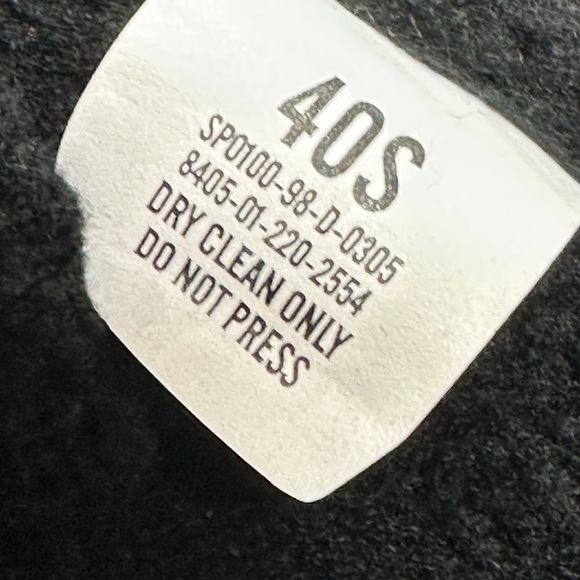 40S
SP0100-98-D-0305
8405-01-220-2554
DRY CLEAN ONLY
DO NOT PRESS